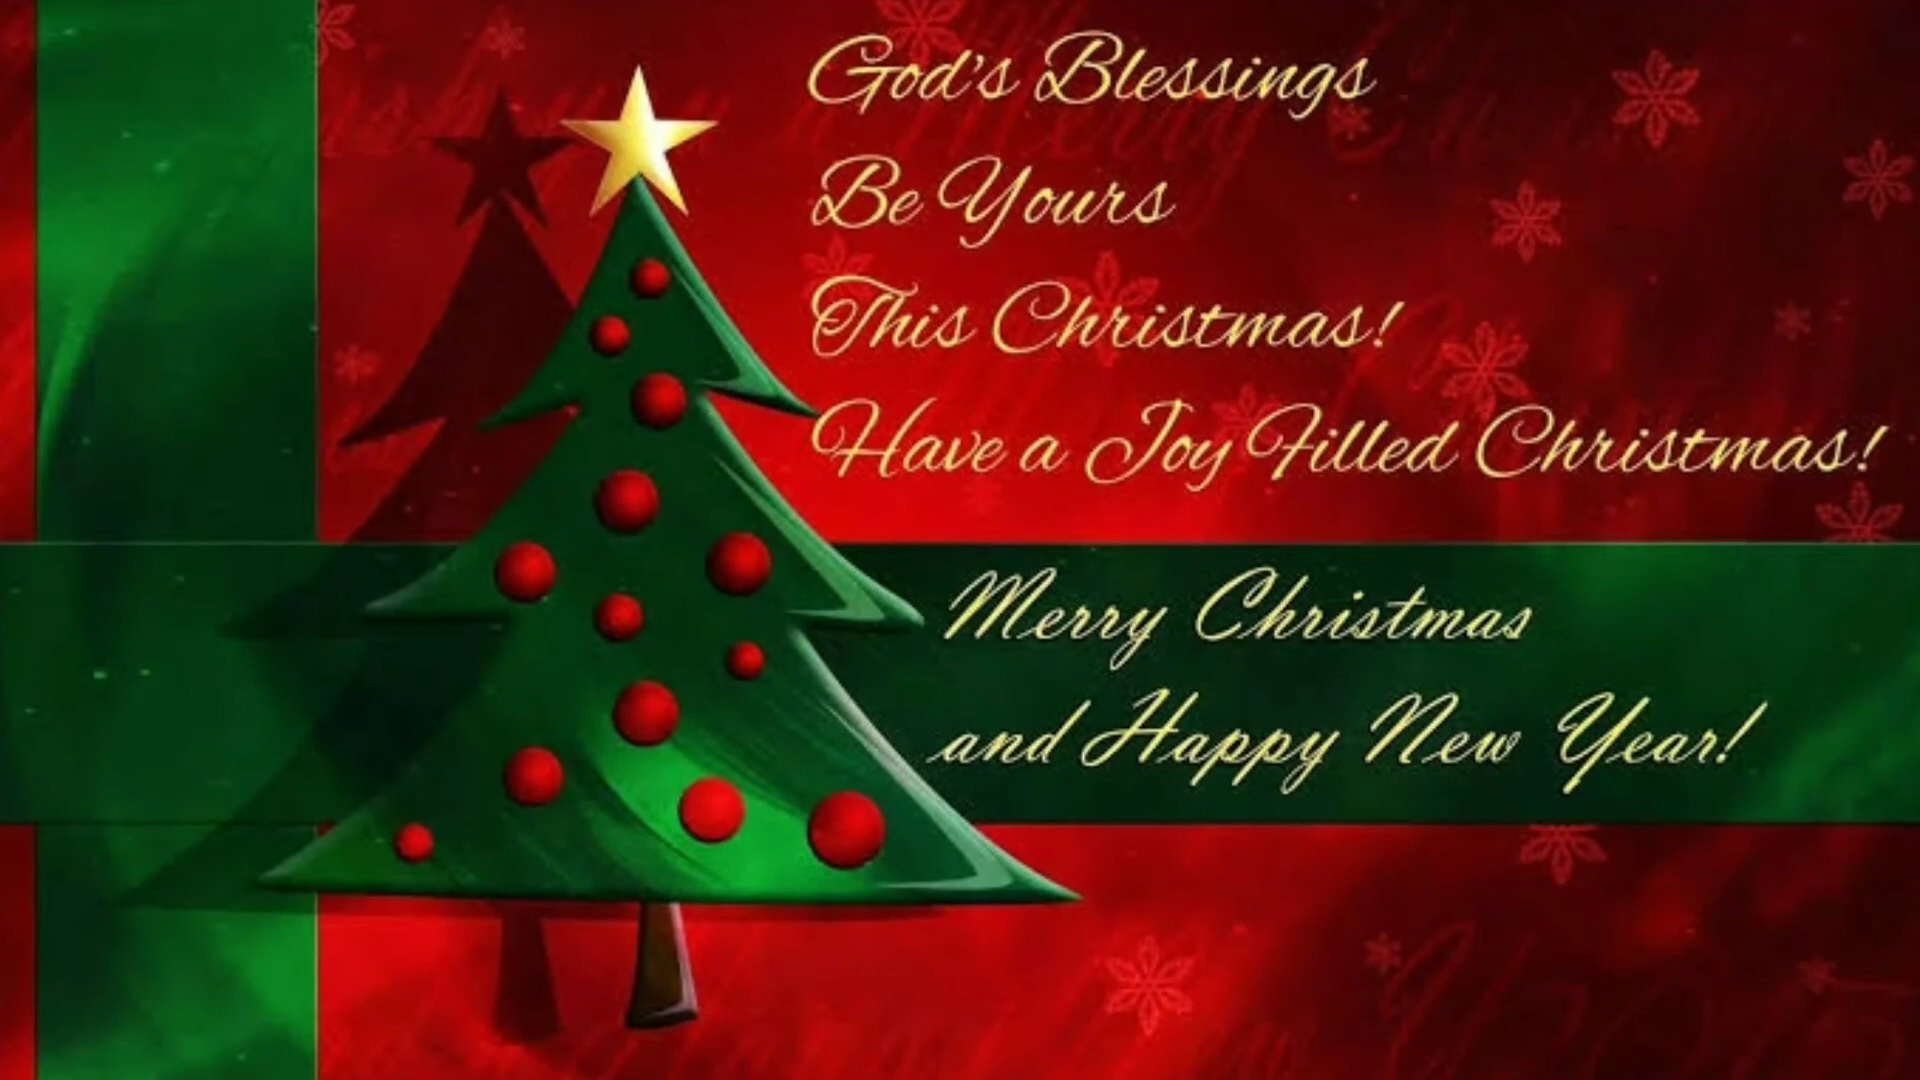 God's Blessings
Be Yours
This Christmas!
Have a Joy Filled Christmas!
Merry Christmas
and Happy New Year!